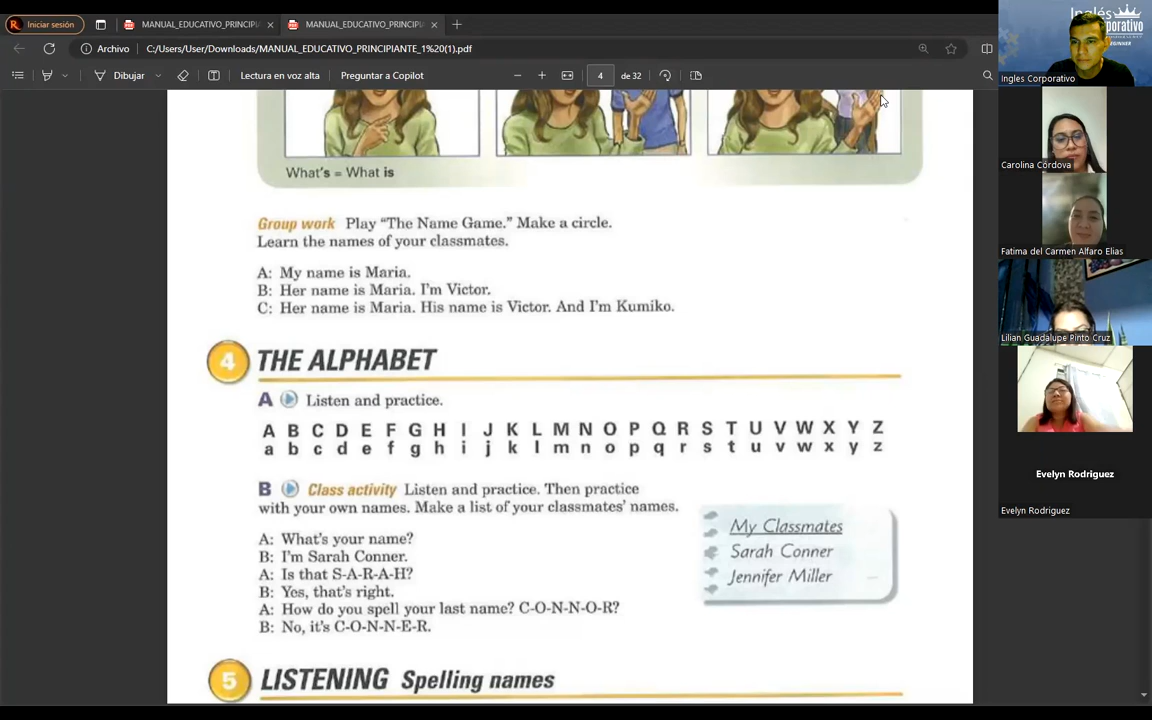 Iniciar sesión
MANUAL_EDUCATIVO_PRINCIPI
MANUAL_EDUCATIVO_PRINCIPI
Archivo
C:/Users/User/Downloads/MANUAL_EDUCATIVO_PRINCIPIANTE_1%20(1).pdf
Dibujar
Lectura en voz alta
Preguntar a Copilot
4
de 32
What's = What is
Group work Play "The Name Game." Make a circle.
Learn the names of your classmates.
A: My name is Maria.
B: Her name is Maria. I'm Victor.
C: Her name is Maria. His name is Victor. And I'm Kumiko.
4 THE ALPHABET
A Listen and practice.
A B C D E F G H I J K L M N O P Q R S T U V W X Y Z
a b c d e f g h i j k l m n o p q r s t u v w x y z
B Class activity Listen and practice. Then practice
with your own names. Make a list of your classmates' names.
A: What's your name?
B: I'm Sarah Conner.
A: Is that S-A-R-A-H?
B: Yes, that's right.
A: How do you spell your last name? C-O-N-N-O-R?
B: No, it's C-O-N-N-E-R.
My Classmates
Sarah Conner
Jennifer Miller
5 LISTENING Spelling names
Inglés
Ingles Corporativo
Carolina Córdova
Fatima del Carmen Alfaro Elias
Lilian Guadalupe Pinto Cruz
Evelyn Rodriguez
Evelyn Rodriguez